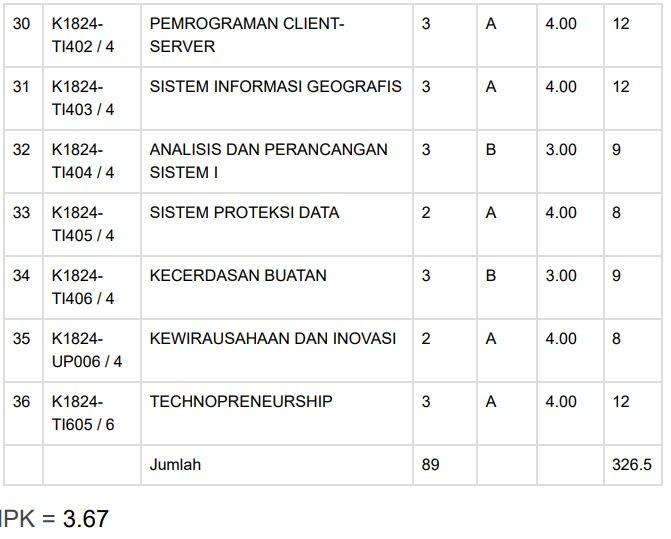 30 K1824- PEMROGRAMAN CLIENT- 3 A 4.00 12
TI402 / 4 SERVER
31 K1824- SISTEM INFORMASI GEOGRAFIS 3 A 4.00 12
TI403 / 4
32 K1824- ANALISIS DAN PERANCANGAN 3 B 3.00 9
TI404 / 4 SISTEM I
33 K1824- SISTEM PROTEKSI DATA 2 A 4.00 8
TI405 / 4
34 K1824- KECERDASAN BUATAN 3 B 3.00 9
TI406 / 4
35 K1824- KEWIRAUSAHAAN DAN INOVASI 2 A 4.00 8
UP006 / 4
36 K1824- TECHNOPRENEURSHIP 3 A 4.00 12
TI605 / 6
Jumlah 89 326.5
IPK = 3.67